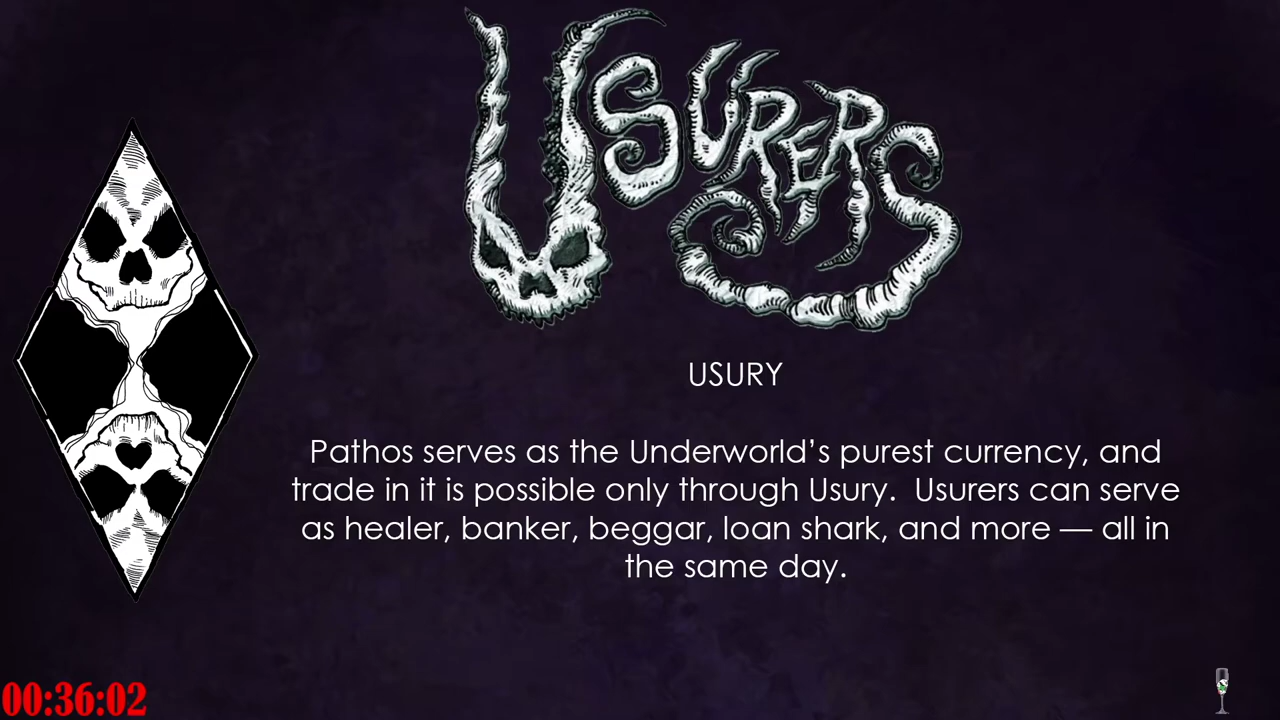 USURERS
USURY
Pathos serves as the Underworld’s purest currency, and
trade in it is possible only through Usury.  Usurers can serve
as healer, banker, beggar, loan shark, and more — all in
the same day.
00:36:02